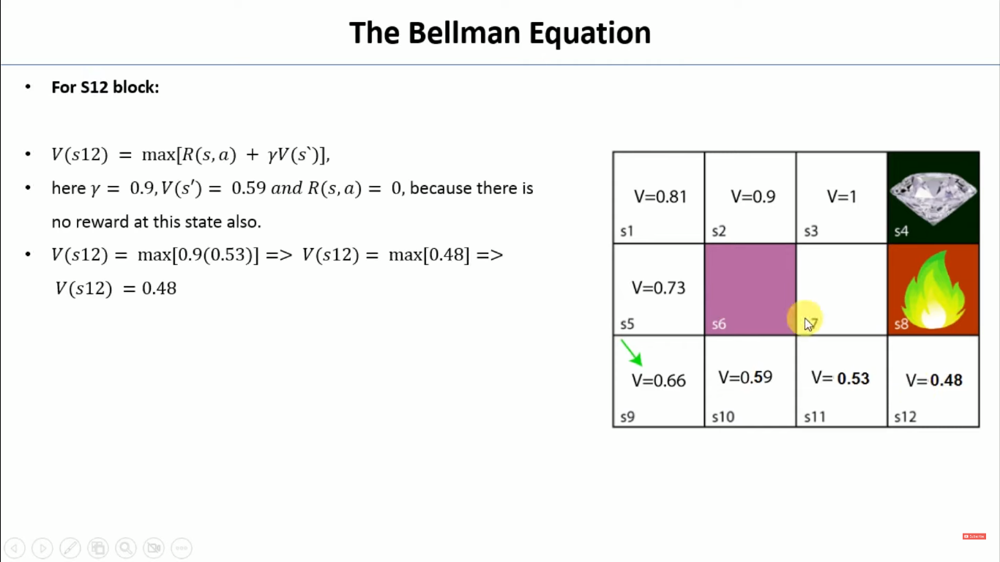 The Bellman Equation
• For S12 block:
• V(s12) = max[R(s, a) + γV(s`)],
• here γ = 0.9, V(s′) = 0.59 and R(s, a) = 0, because there is
no reward at this state also.
• V(s12) = max[0.9(0.53)] => V(s12) = max[0.48] =>
V(s12) = 0.48
V=0.81 V=0.9 V=1
s1 s2 s3 s4
V=0.73
s5 s6 s8
V=0.66 V=0.59 V= 0.53 V= 0.48
s9 s10 s11 s12
Subscribe